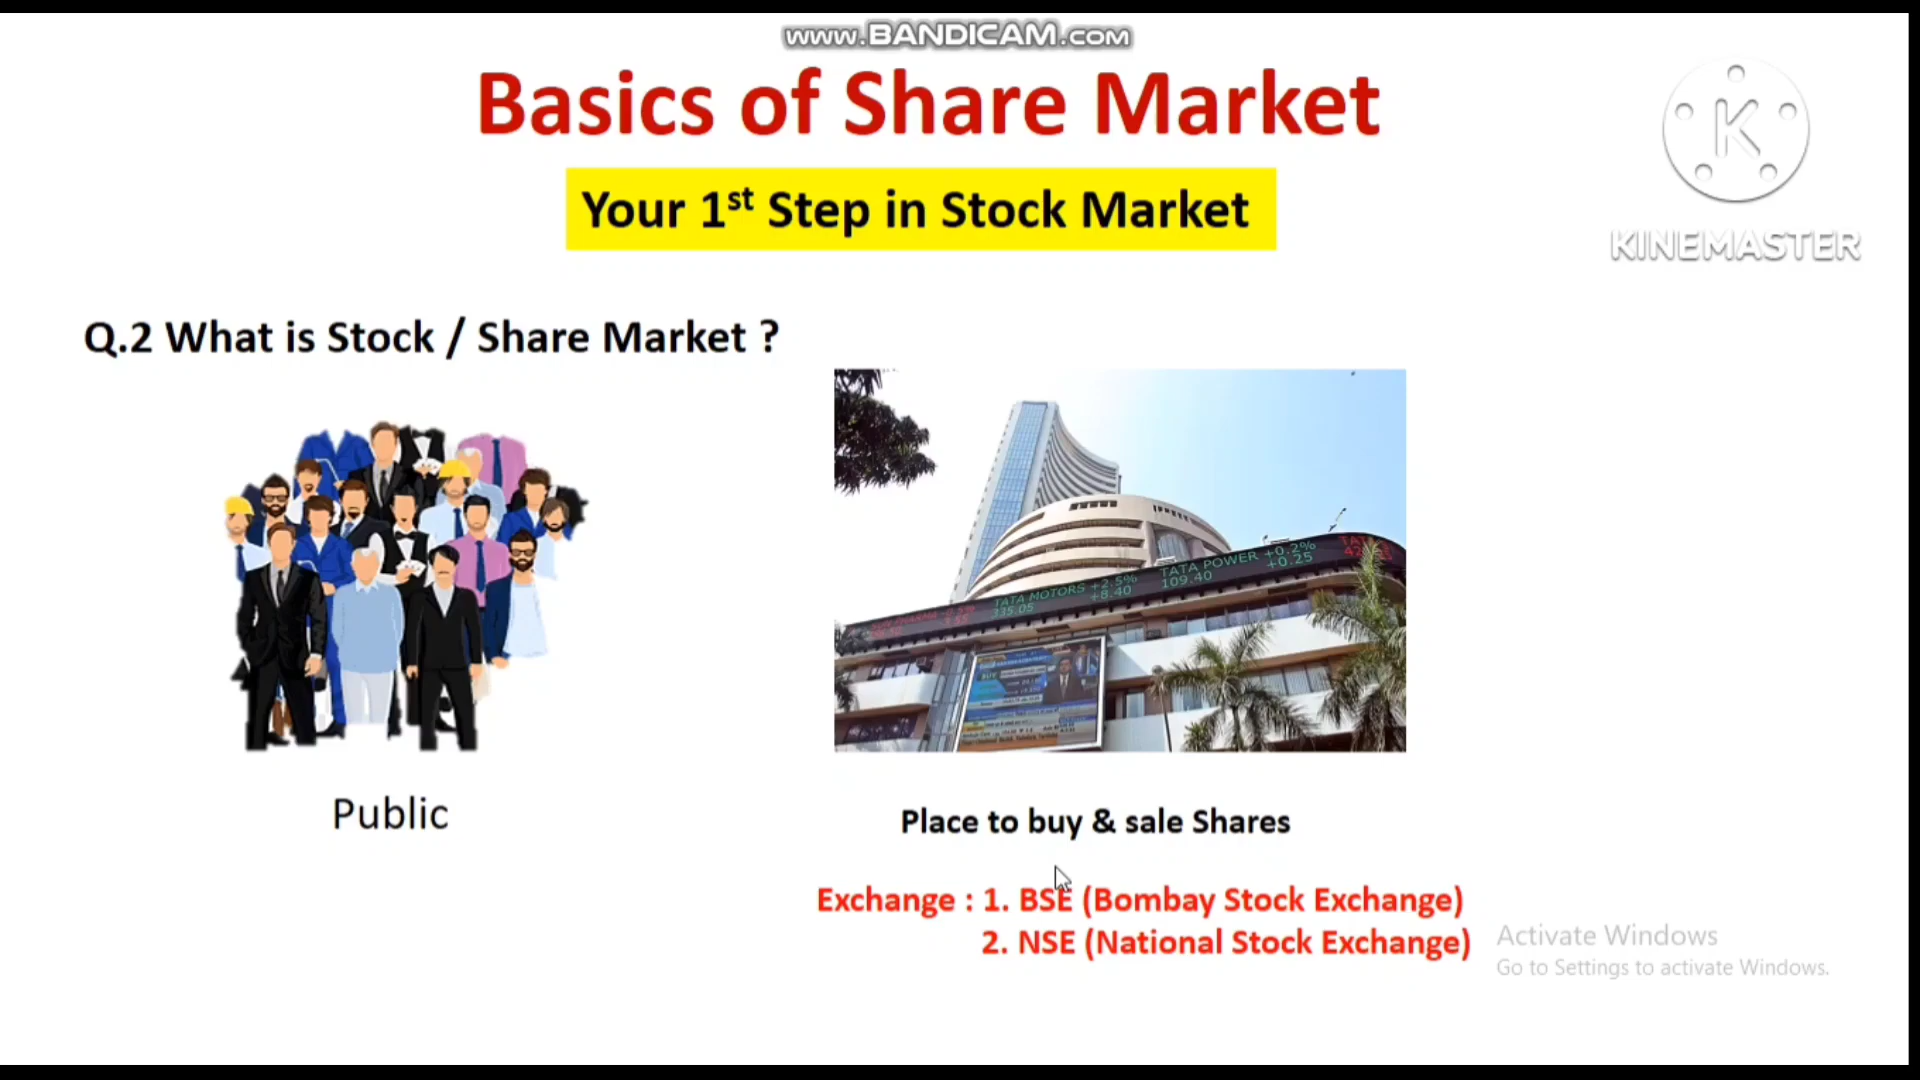 www.BANDICAM.com
Basics of Share Market
K
KINEMASTER
Your 1st Step in Stock Market
Q.2 What is Stock / Share Market ?
TATA MOTORS +2.5%
+8.40
TATA POWER +0.2%
109.40 +0.25
BUY
Public
Place to buy & sale Shares
Exchange : 1. BSE (Bombay Stock Exchange)
2. NSE (National Stock Exchange)
Activate Windows
Go to Settings to activate Windows.